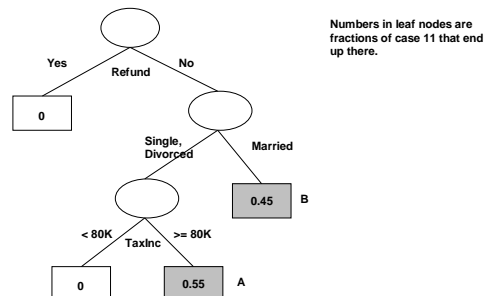 Numbers in leaf nodes are
fractions of case 11 that end
up there.
Yes
Refund
No
0
Single,
Divorced
Married
0.45
B
< 80K
TaxInc
>= 80K
0
0.55
A